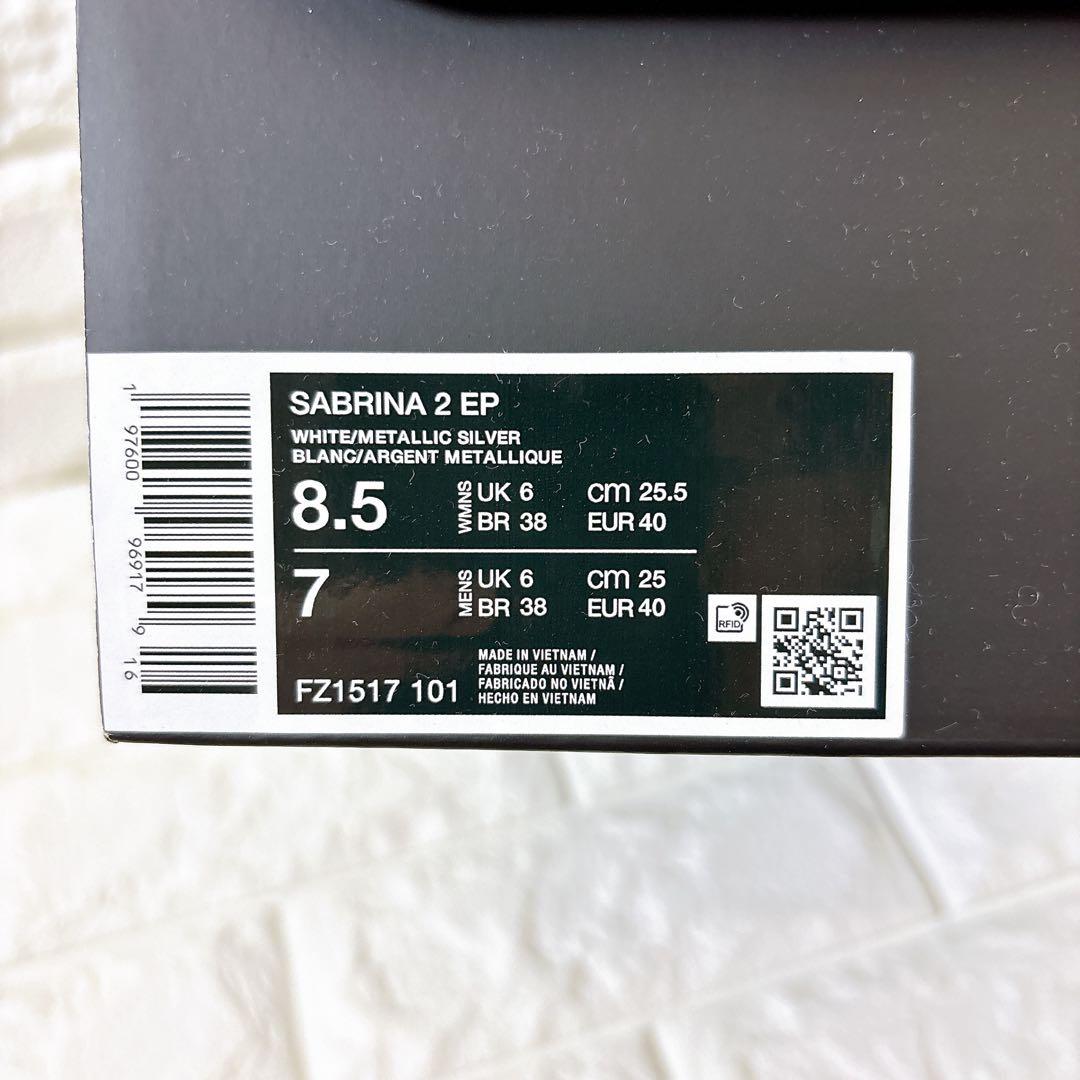 SABRINA 2 EP
WHITE/METALLIC SILVER
BLANC/ARGENT METALLIQUE
8.5 WMNS UK 6 cm 25.5
BR 38 EUR 40
7 MENS UK 6 cm 25
BR 38 EUR 40
MADE IN VIETNAM /
FABRIQUE AU VIETNAM /
FABRICADO NO VIETNÃ /
HECHO EN VIETNAM
FZ1517 101
RFID
1 97600 96917 9 16